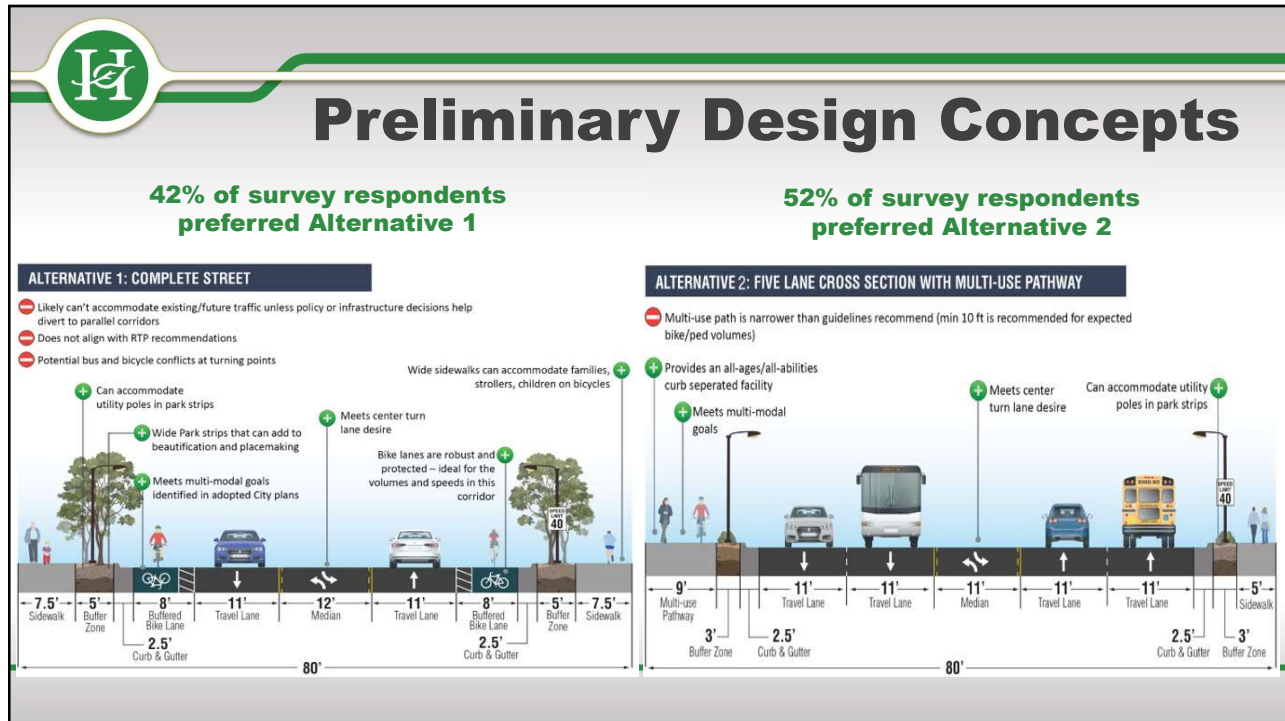 H
Preliminary Design Concepts
42% of survey respondents
preferred Alternative 1
ALTERNATIVE 1: COMPLETE STREET
Likely can't accommodate existing/future traffic unless policy or infrastructure decisions help
divert to parallel corridors
Does not align with RTP recommendations
Potential bus and bicycle conflicts at turning points
Can accommodate
utility poles in park strips
Wide Park strips that can add to
beautification and placemaking
Meets multi-modal goals
identified in adopted City plans
Meets center turn
lane desire
Wide sidewalks can accommodate families,
strollers, children on bicycles
Bike lanes are robust and
protected – ideal for the
volumes and speeds in this
corridor
SPEED
LIMIT
40
7.5'
Sidewalk
5'
Buffer
Zone
2.5'
Curb & Gutter
8'
Buffered
Bike Lane
11'
Travel Lane
12'
Median
11'
Travel Lane
8'
Buffered
Bike Lane
2.5'
Curb & Gutter
5'
Buffer
Zone
7.5'
Sidewalk
80'
52% of survey respondents
preferred Alternative 2
ALTERNATIVE 2: FIVE LANE CROSS SECTION WITH MULTI-USE PATHWAY
Multi-use path is narrower than guidelines recommend (min 10 ft is recommended for expected
bike/ped volumes)
Provides an all-ages/all-abilities
curb seperated facility
Meets multi-modal
goals
Meets center
turn lane desire
Can accommodate utility
poles in park strips
SCHOOL BUS
SPEED
LIMIT
40
9'
Multi-use
Pathway
3'
Buffer Zone
2.5'
Curb & Gutter
11'
Travel Lane
11'
Travel Lane
11'
Median
11'
Travel Lane
11'
Travel Lane
2.5'
Curb & Gutter
3'
Buffer Zone
5'
Sidewalk
80'